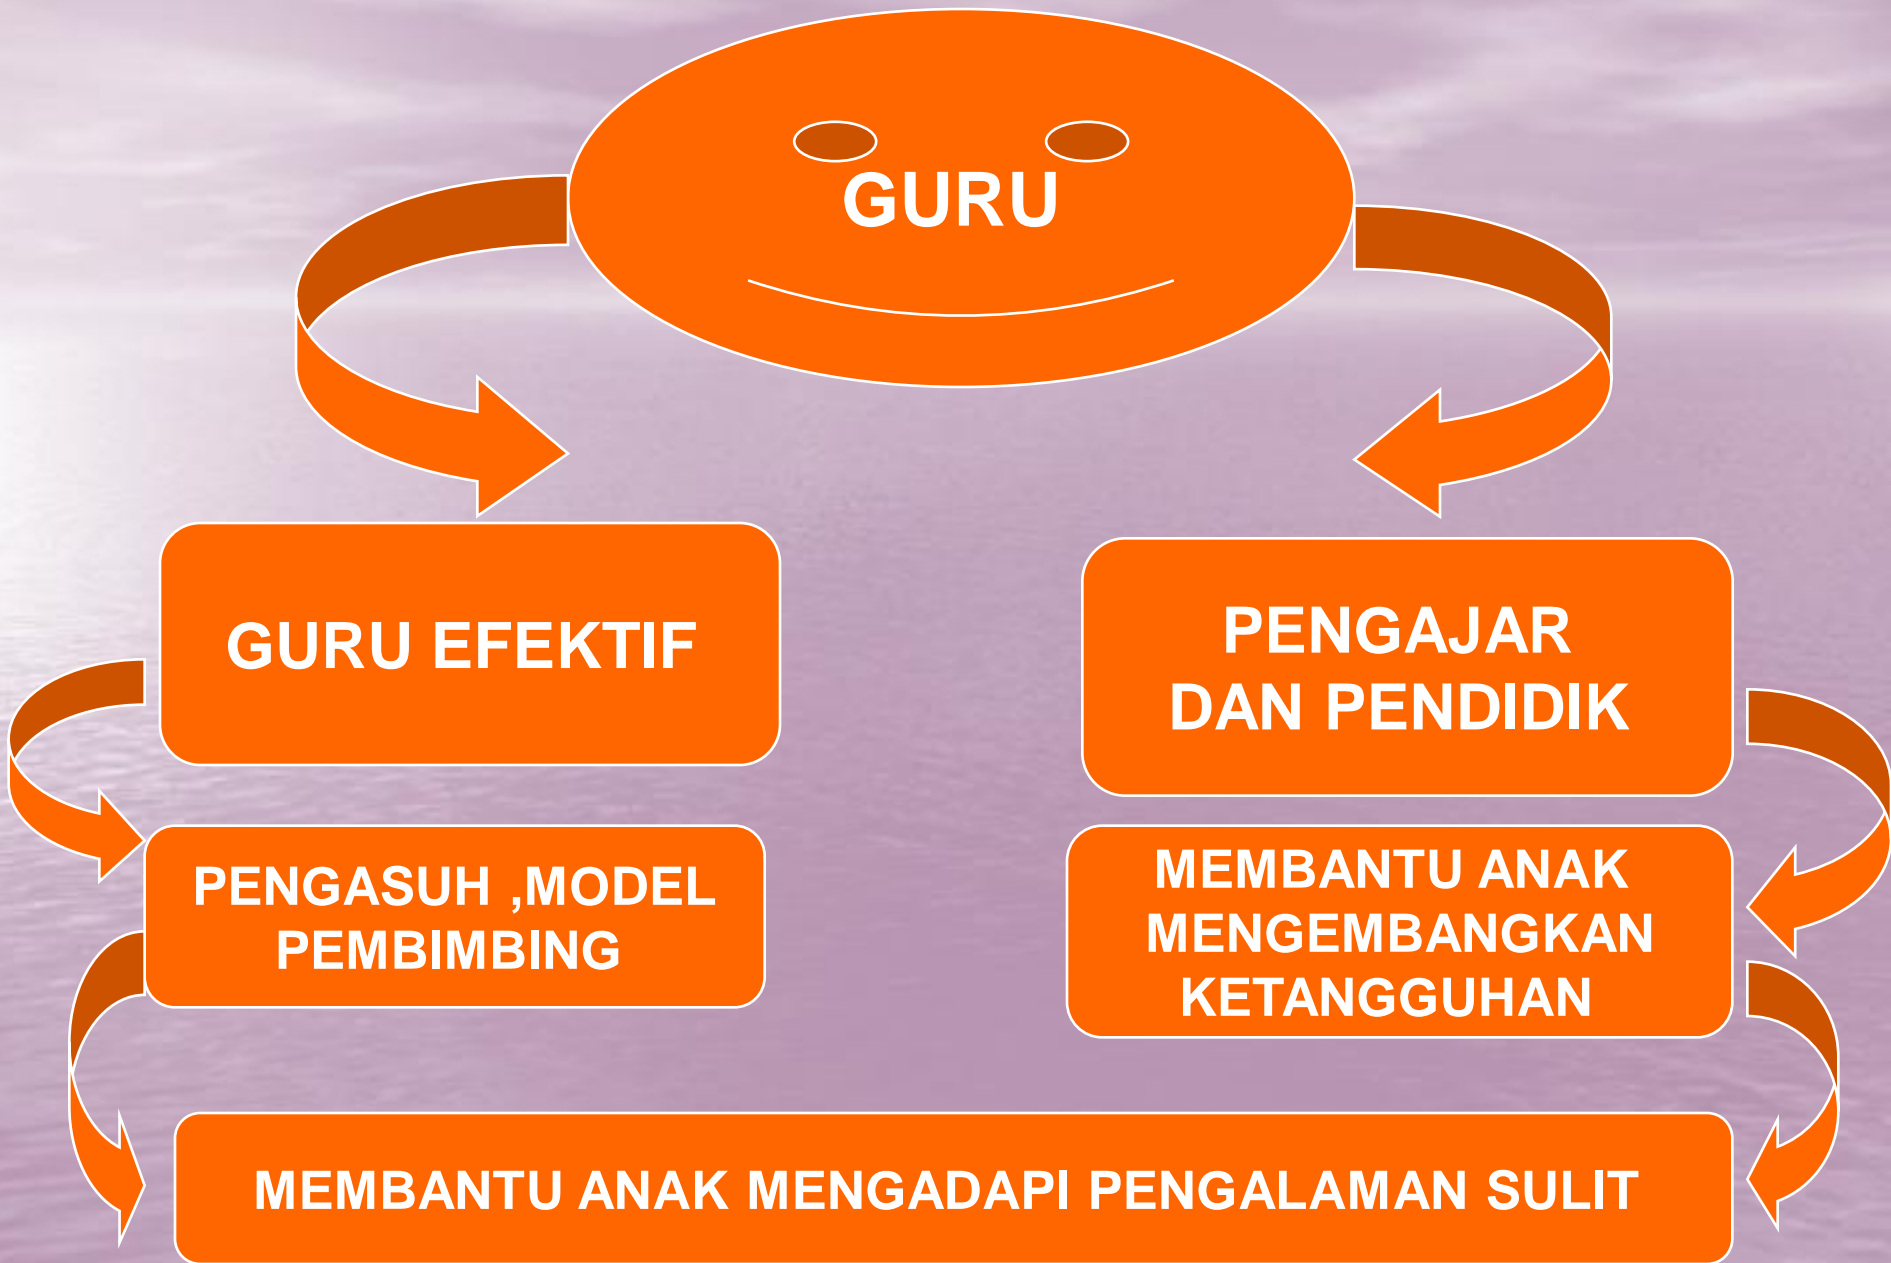 GURU
GURU EFEKTIF
PENGAJAR
DAN PENDIDIK
PENGASUH ,MODEL
PEMBIMBING
MEMBANTU ANAK
MENGEMBANGKAN
KETANGGUHAN
MEMBANTU ANAK MENGADAPI PENGALAMAN SULIT